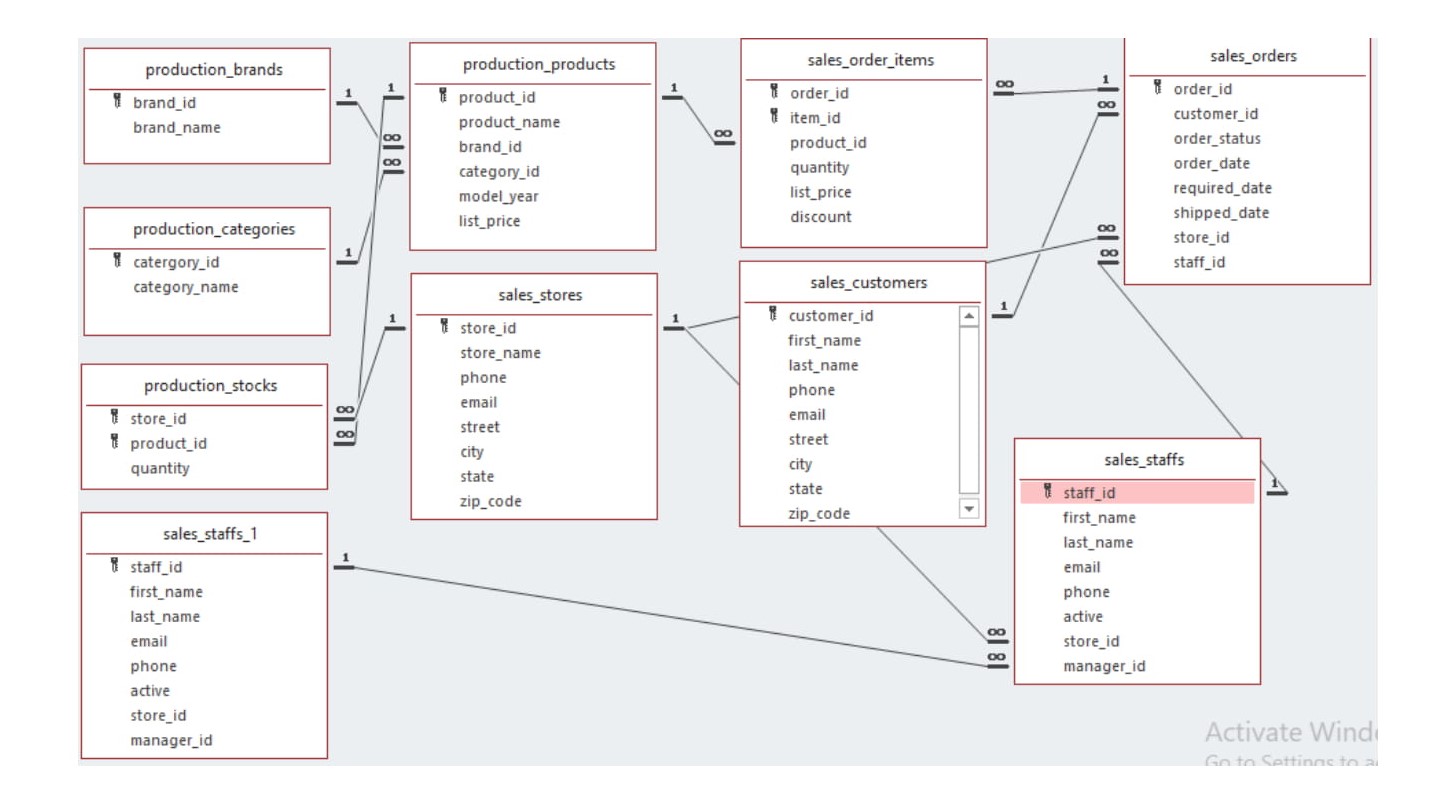 production_brands
brand_id
brand_name
production_products
product_id
product_name
brand_id
category_id
model_year
list_price
sales_order_items
order_id
item_id
product_id
quantity
list_price
discount
sales_orders
order_id
customer_id
order_status
order_date
required_date
shipped_date
store_id
staff_id
production_categories
catergory_id
category_name
sales_stores
store_id
store_name
phone
email
street
city
state
zip_code
sales_customers
customer_id
first_name
last_name
phone
email
street
city
state
zip_code
production_stocks
store_id
product_id
quantity
sales_staffs
staff_id
first_name
last_name
email
phone
active
store_id
manager_id
sales_staffs_1
staff_id
first_name
last_name
email
phone
active
store_id
manager_id
1
∞
1
∞
1
∞
1
∞
1
∞
1
∞
1
∞
1
∞
1
∞
1
∞
Activate Wind
Go to Settings to a